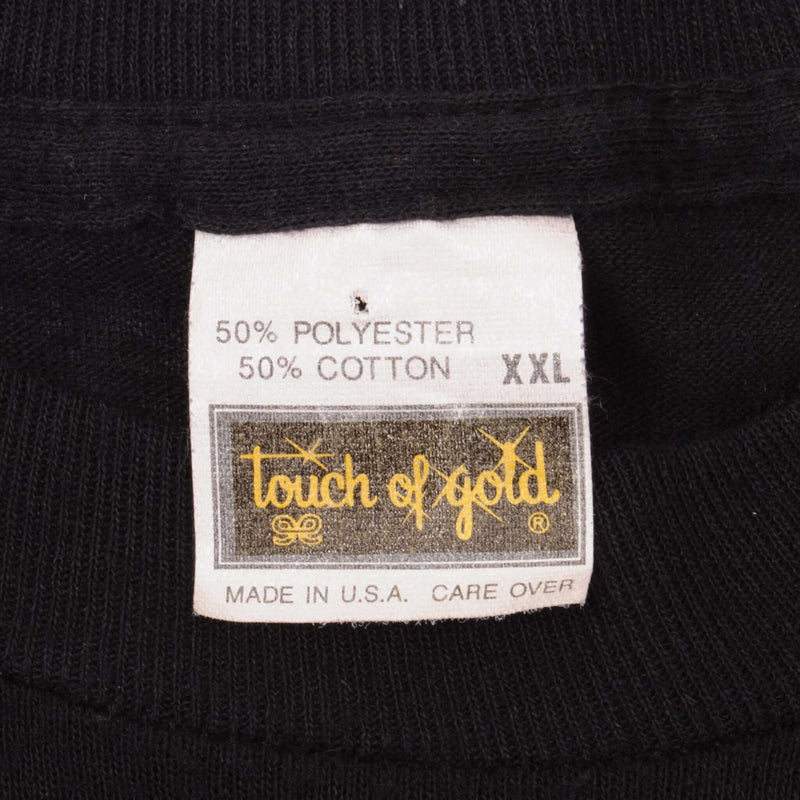 50% POLYESTER
50% COTTON XXL
touch of gold
®
MADE IN U.S.A. CARE OVER